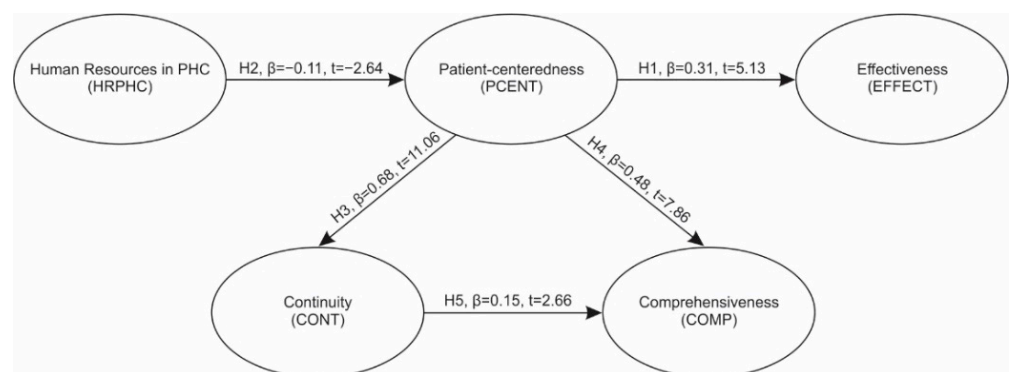 Human Resources in PHC
(HRPHC)
H2, β=−0.11, t=−2.64
Patient-centeredness
(PCENT)
H1, β=0.31, t=5.13
Effectiveness
(EFFECT)
H3, β=0.68, t=11.06
H4, β=0.48, t=7.86
Continuity
(CONT)
H5, β=0.15, t=2.66
Comprehensiveness
(COMP)